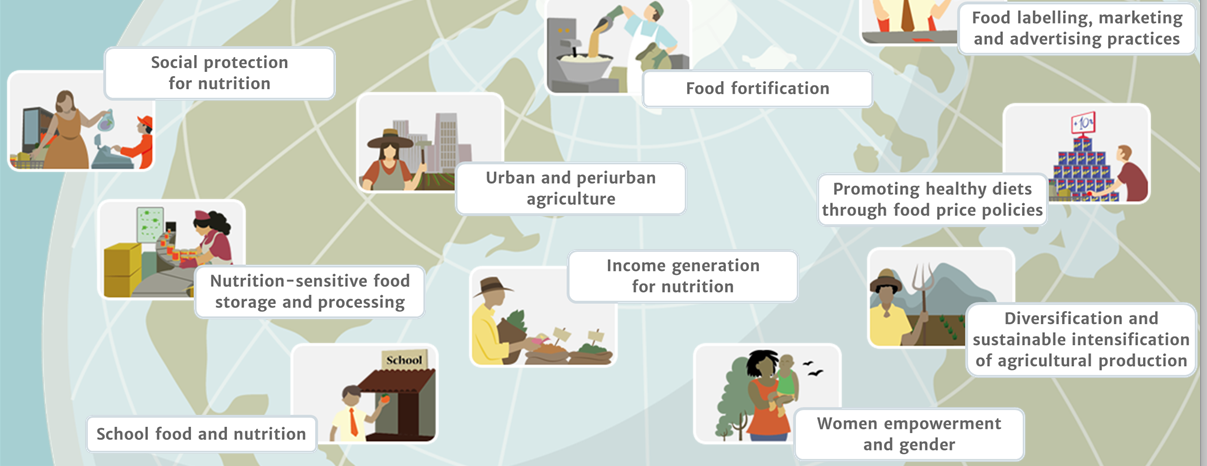 Food labelling, marketing
and advertising practices
Social protection
for nutrition
Food fortification
+10%
Urban and periurban
agriculture
Promoting healthy diets
through food price policies
Nutrition-sensitive food
storage and processing
Income generation
for nutrition
Diversification and
sustainable intensification
of agricultural production
School
School food and nutrition
Women empowerment
and gender